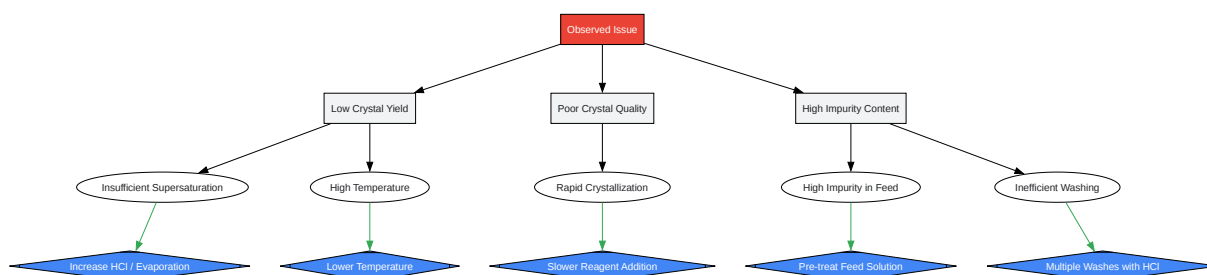 Observed Issue
Low Crystal Yield
Poor Crystal Quality
High Impurity Content
Insufficient Supersaturation
High Temperature
Rapid Crystallization
High Impurity in Feed
Inefficient Washing
Increase HCl / Evaporation
Lower Temperature
Slower Reagent Addition
Pre-treat Feed Solution
Multiple Washes with HCl